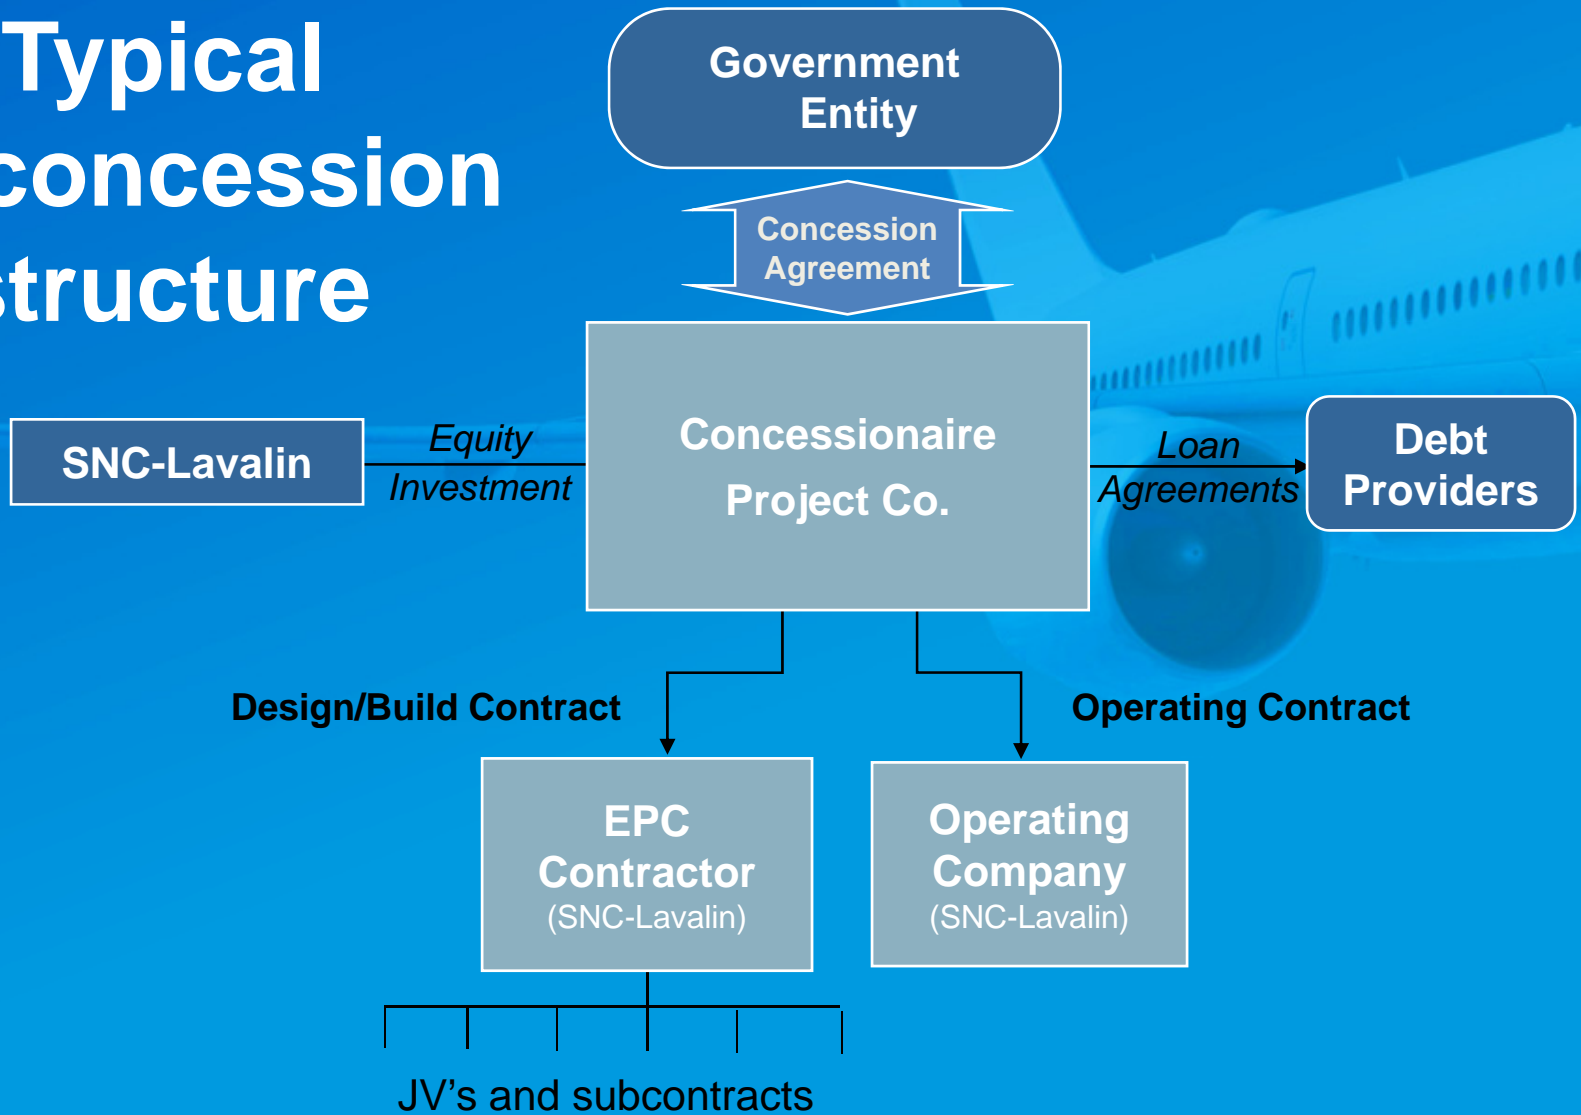 Typical
concession
structure
Government
Entity
Concession
Agreement
SNC-Lavalin
Equity
Investment
Concessionaire
Project Co.
Loan
Agreements
Debt
Providers
Design/Build Contract
Operating Contract
EPC
Contractor
(SNC-Lavalin)
Operating
Company
(SNC-Lavalin)
JV's and subcontracts